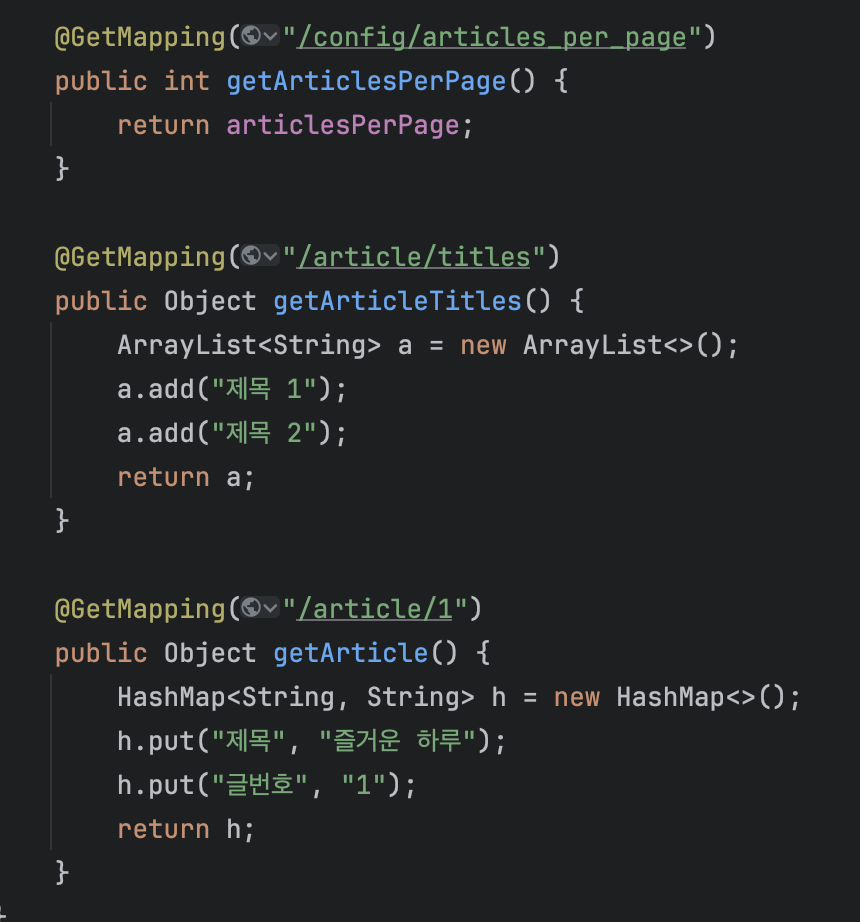 @GetMapping("/config/articles_per_page")
public int getArticlesPerPage() {
    return articlesPerPage;
}

@GetMapping("/article/titles")
public Object getArticleTitles() {
    ArrayList<String> a = new ArrayList<>();
    a.add("제목 1");
    a.add("제목 2");
    return a;
}

@GetMapping("/article/1")
public Object getArticle() {
    HashMap<String, String> h = new HashMap<>();
    h.put("제목", "즐거운 하루");
    h.put("글번호", "1");
    return h;
}